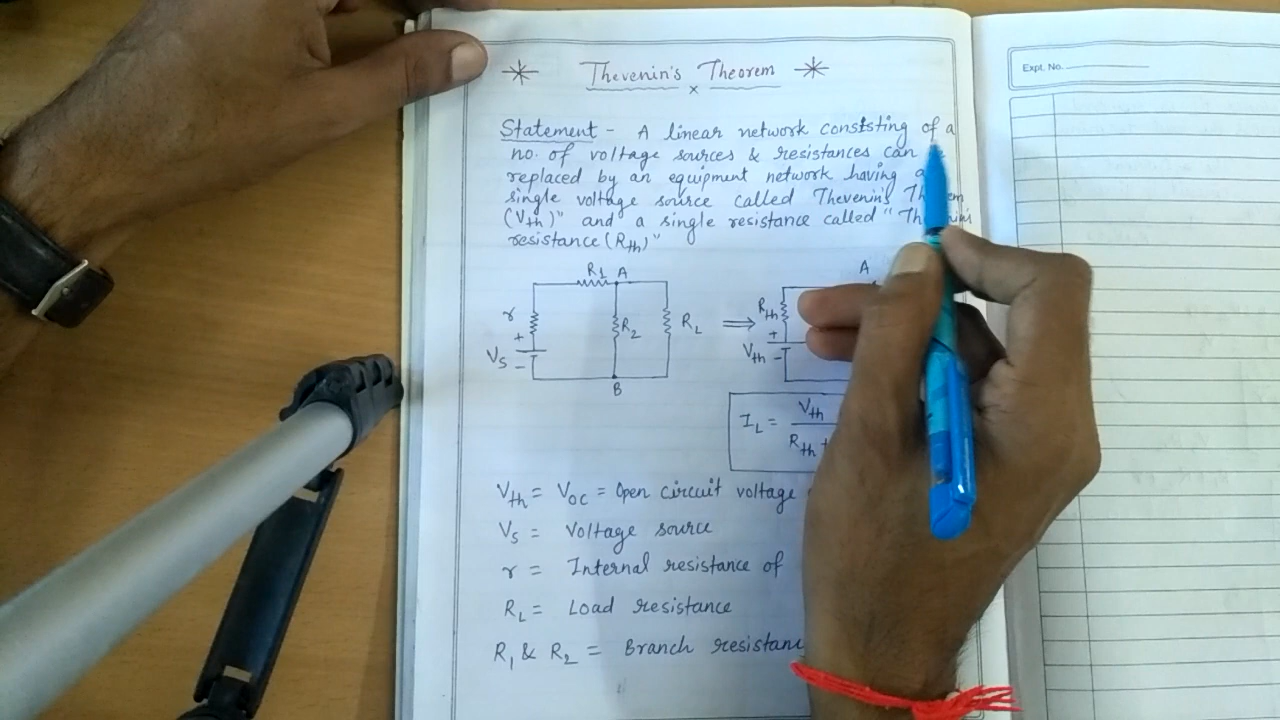 Thevenin's Theorem
Statement - A linear network consisting of a
no. of voltage sources & resistances can
replaced by an equipment network having a
single voltage source called Thevenin's
(Vth)" and a single resistance called "
resistance (Rth)"
R1 A
r
+
VS
-
R2
RL
B
⇒
A
Rth
+
Vth
-
IL = Vth
Rth +
Vth = VOC = Open circuit voltage
VS = Voltage source
r = Internal resistance of
RL = Load resistance
R1 & R2 = Branch
Expt. No.